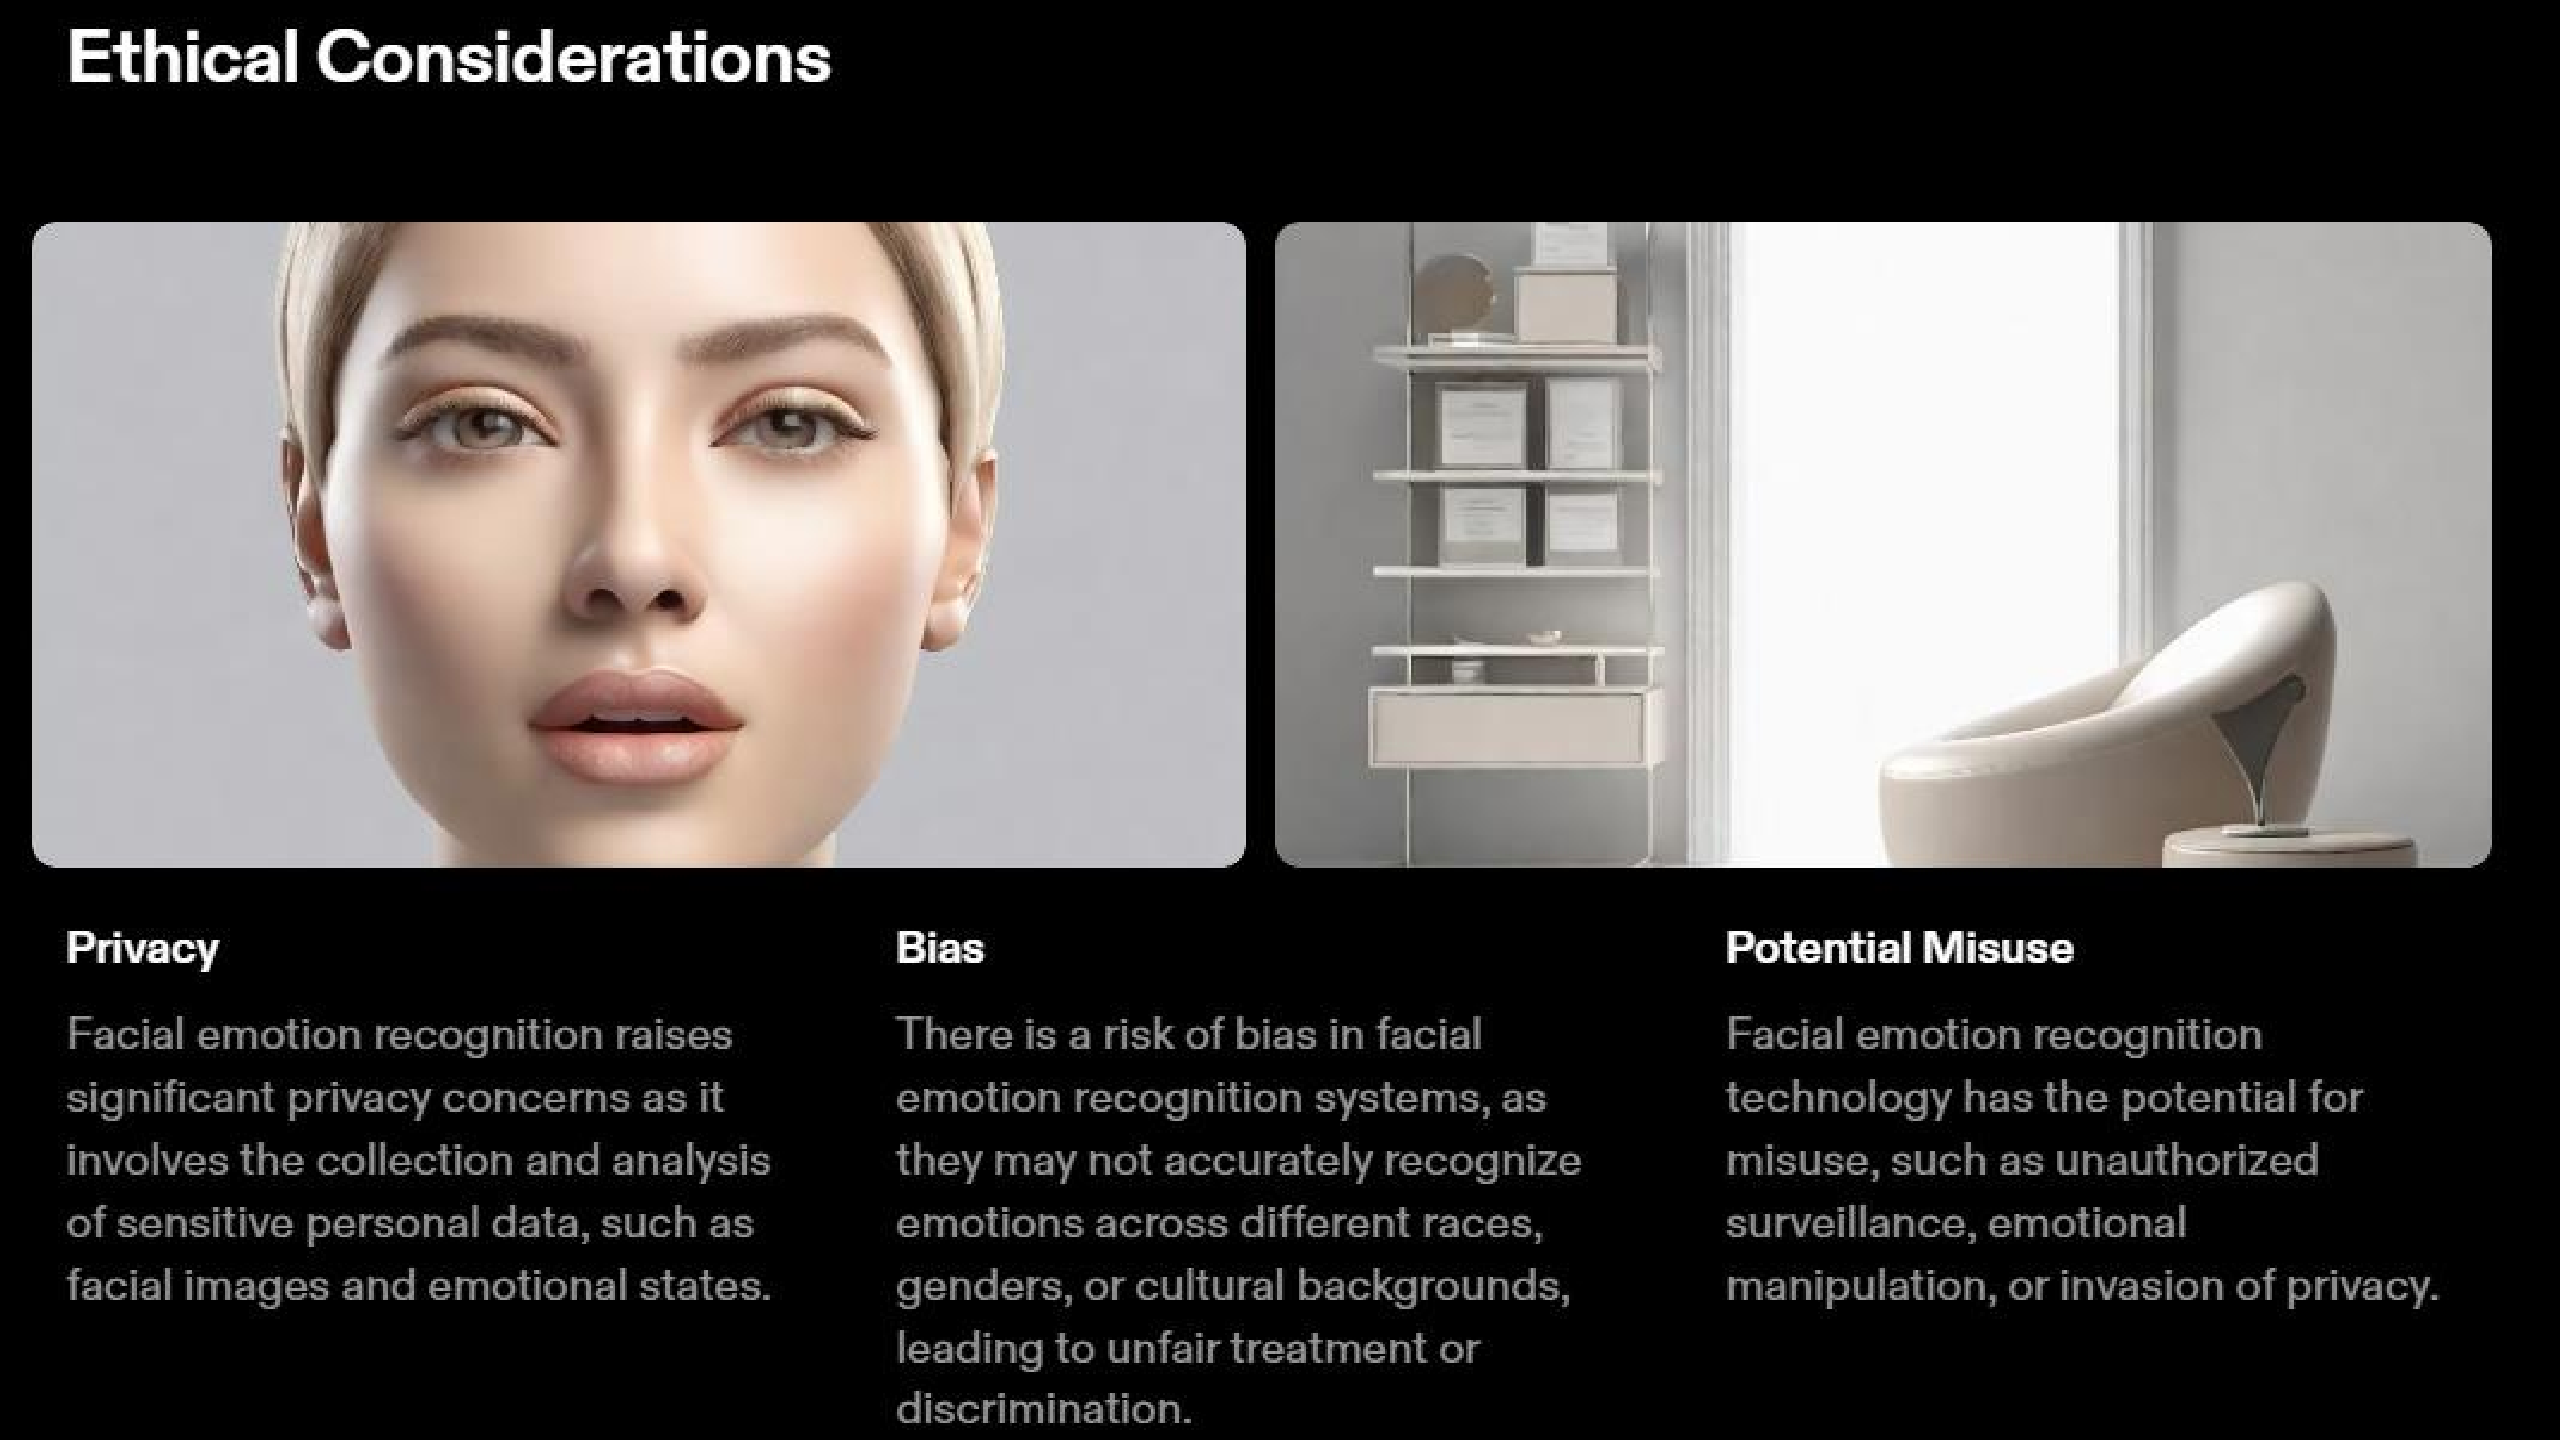 Ethical Considerations
Privacy
Facial emotion recognition raises
significant privacy concerns as it
involves the collection and analysis
of sensitive personal data, such as
facial images and emotional states.
Bias
There is a risk of bias in facial
emotion recognition systems, as
they may not accurately recognize
emotions across different races,
genders, or cultural backgrounds,
leading to unfair treatment or
discrimination.
Potential Misuse
Facial emotion recognition
technology has the potential for
misuse, such as unauthorized
surveillance, emotional
manipulation, or invasion of privacy.